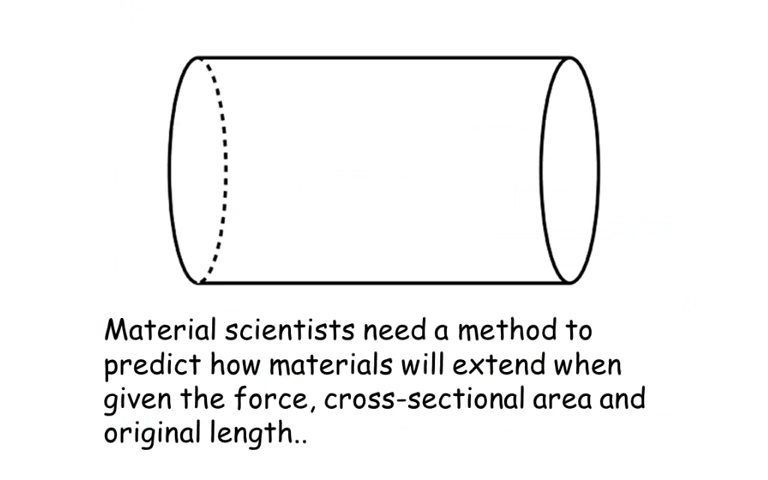 Material scientists need a method to
predict how materials will extend when
given the force, cross-sectional area and
original length..